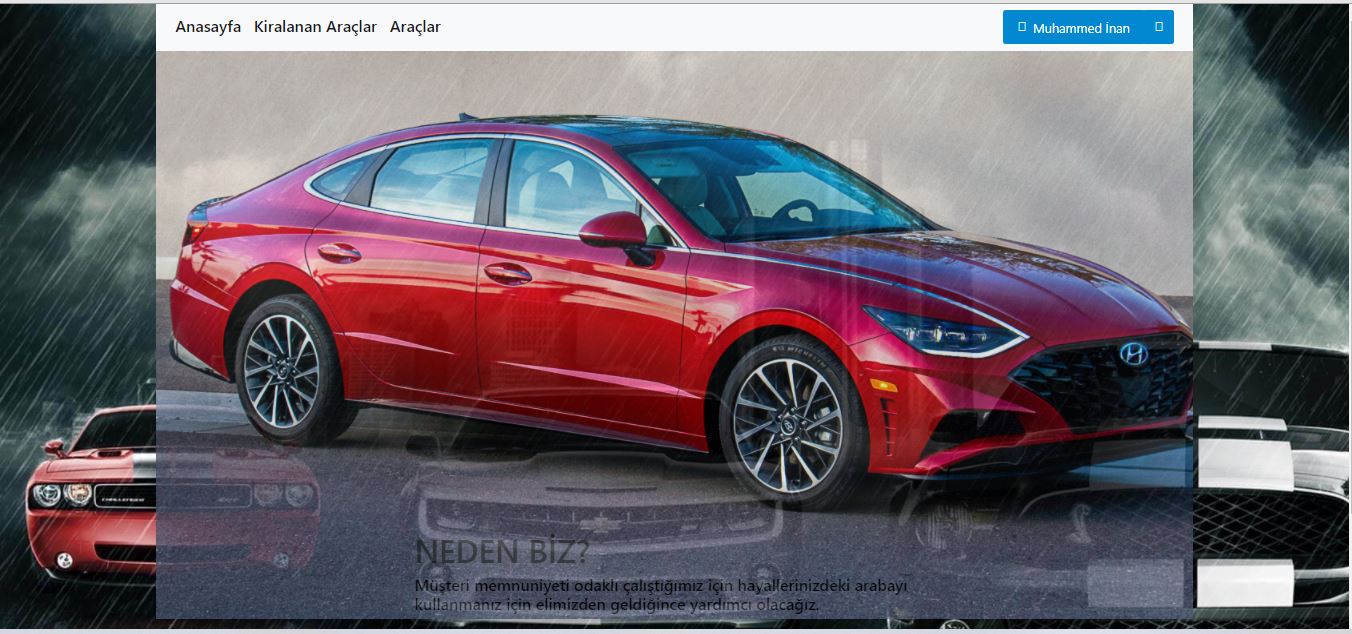 Anasayfa Kiralanan Araçlar Araçlar
Muhammed İnan
CHALLENGER
NEDEN BİZ?
Müşteri memnuniyeti odaklı çalıştığımız için hayallerinizdeki arabayı
kullanmanız için elimizden geldiğince yardımcı olacağız.